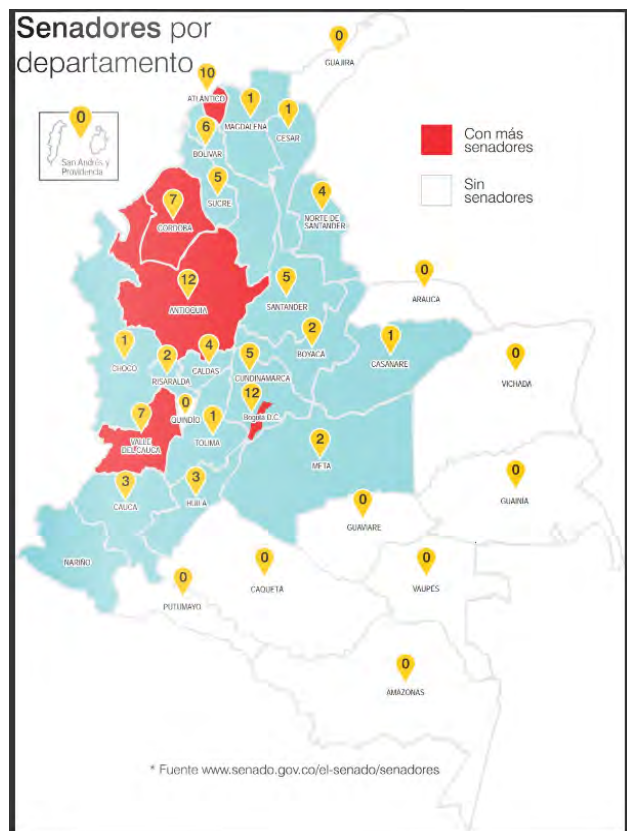 Senadores por
departamento
0
GUAJIRA
10
ATLÁNTICO
1
MAGDALENA
1
CESAR
0
San Andrés y
Providencia
6
BOLÍVAR
Con más
senadores
5
SUCRE
Sin
senadores
7
CÓRDOBA
4
NORTE DE
SANTANDER
12
ANTIOQUIA
5
SANTANDER
0
ARAUCA
1
CHOCÓ
2
RISARALDA
4
CALDAS
5
CUNDINAMARCA
2
BOYACÁ
1
CASANARE
0
VICHADA
7
VALLE
DEL CAUCA
0
QUINDÍO
1
TOLIMA
12
Bogotá D.C.
2
META
3
CAUCA
3
HUILA
0
GUAVIARE
0
GUAINÍA
NARIÑO
0
PUTUMAYO
0
CAQUETÁ
0
VAUPÉS
0
AMAZONAS
* Fuente www.senado.gov.co/el-senado/senadores